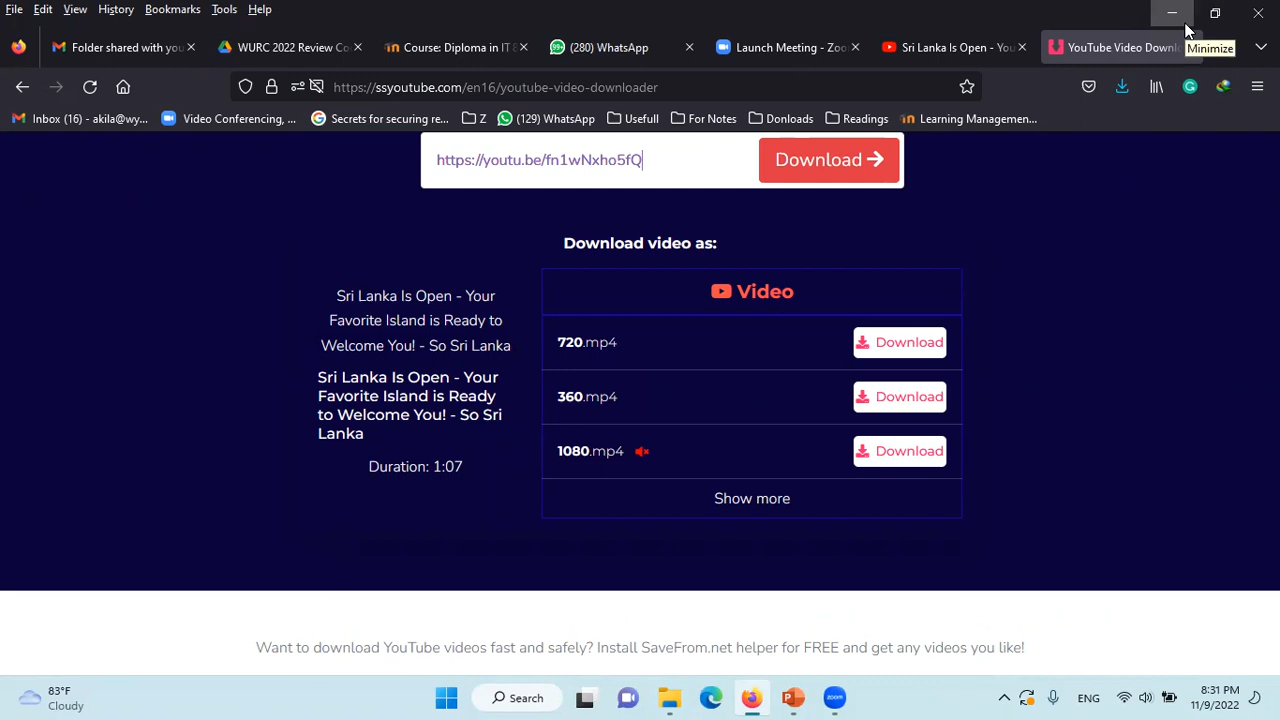 File Edit View History Bookmarks Tools Help
Folder shared with you
WURC 2022 Review Co
Course: Diploma in IT 8
(280) WhatsApp
Launch Meeting - Zoo
Sri Lanka Is Open - You
YouTube Video Downl
Minimize
https://ssyoutube.com/en16/youtube-video-downloader
Inbox (16) - akila@wy...
Video Conferencing, ...
Secrets for securing re...
Z
(129) WhatsApp
Usefull
For Notes
Donloads
Readings
Learning Managemen...
https://youtu.be/fn1wNxho5fQ
Download
Download video as:
Sri Lanka Is Open - Your
Favorite Island is Ready to
Welcome You! - So Sri Lanka
Sri Lanka Is Open - Your
Favorite Island is Ready
to Welcome You! - So Sri
Lanka
Duration: 1:07
Video
720.mp4 Download
360.mp4 Download
1080.mp4 Download
Show more
Want to download YouTube videos fast and safely? Install SaveFrom.net helper for FREE and get any videos you like!
83°F
Cloudy
Search
ENG
8:31 PM
11/9/2022